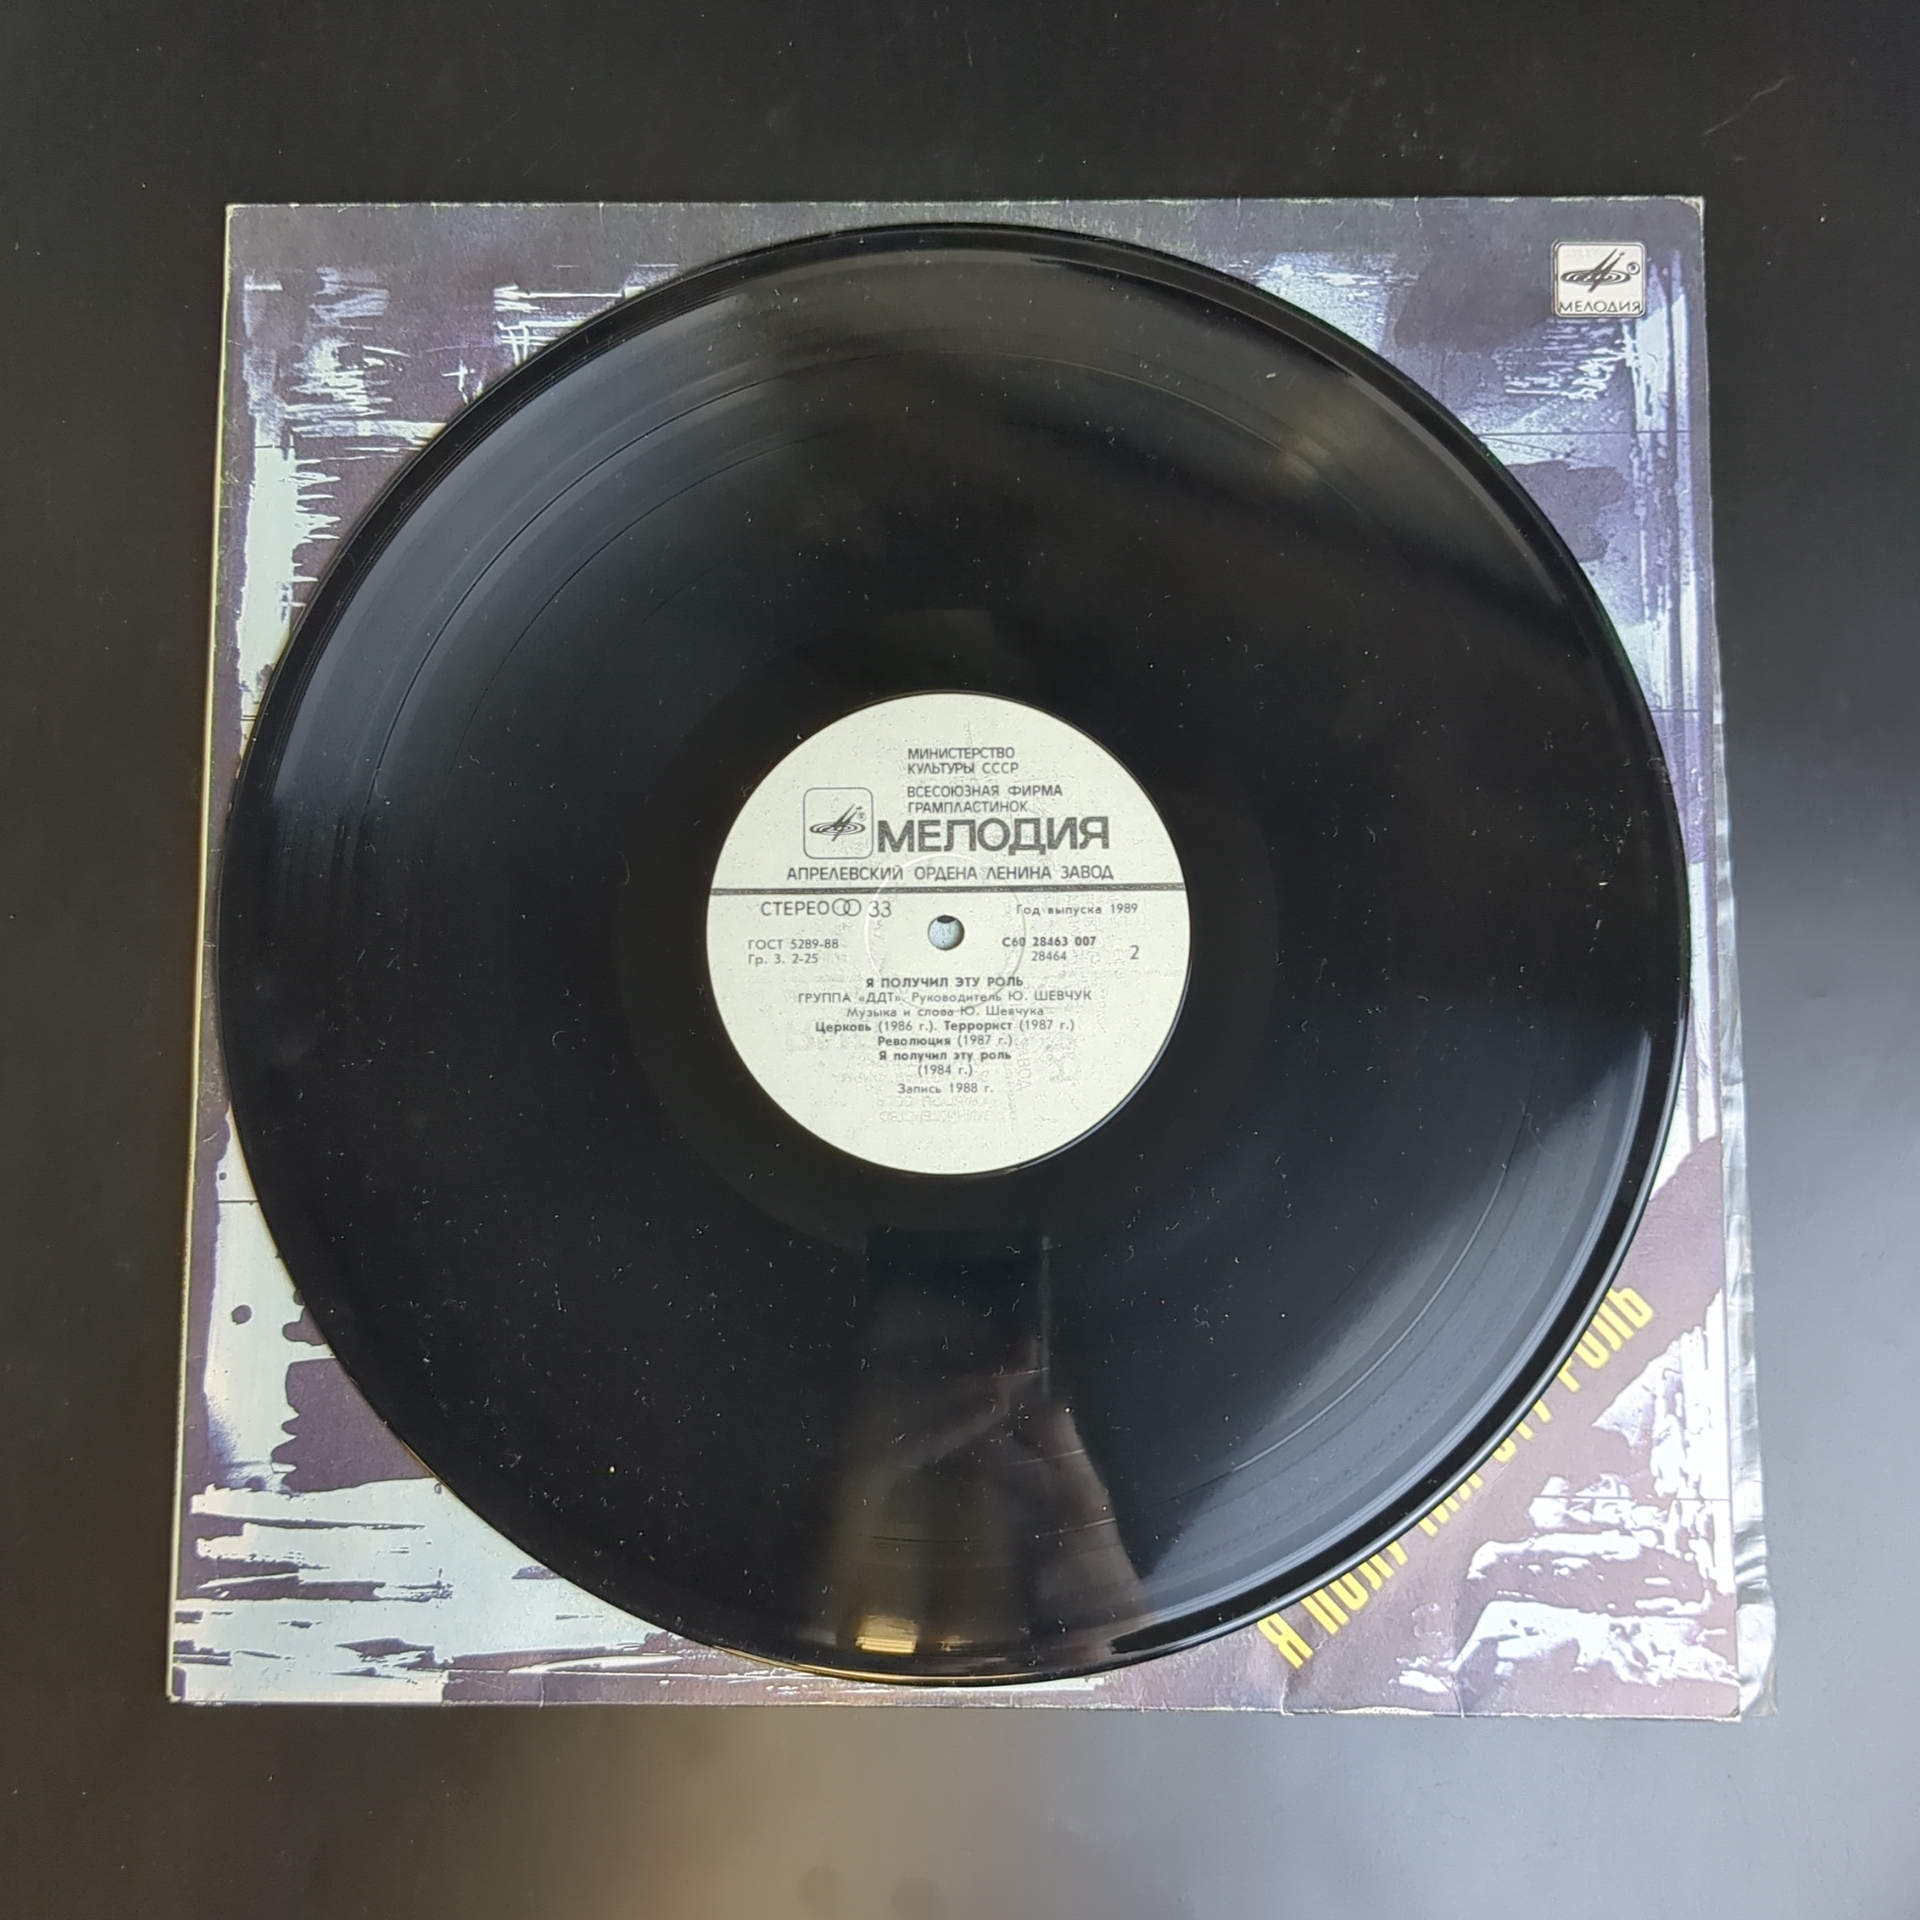 МЕЛОДИЯ
МИНИСТЕРСТВО
КУЛЬТУРЫ СССР
ВСЕСОЮЗНАЯ ФИРМА
ГРАМПЛАСТИНОК
МЕЛОДИЯ
АПРЕЛЕВСКИЙ ОРДЕНА ЛЕНИНА ЗАВОД
СТЕРЕО 33
Год выпуска 1989
ГОСТ 5289-88
Гр. 3. 2-25
С60 28463 007
28464
2
Я ПОЛУЧИЛ ЭТУ РОЛЬ
ГРУППА «ДДТ». Руководитель Ю. ШЕВЧУК
Музыка и слова Ю. Шевчука
Церковь (1986 г.). Террорист (1987 г.)
Революция (1987 г.)
Я получил эту роль
(1984 г.)
Запись 1988 г.
Я РОЛЬ